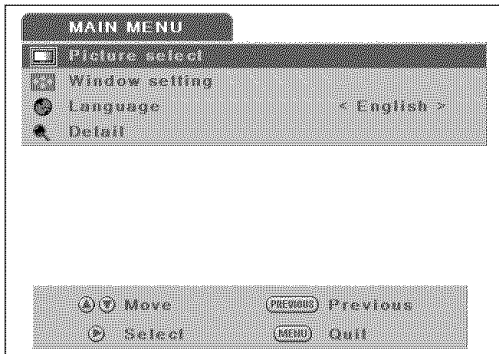 MAIN MENU
Picture select
Window setting
Language < English >
Detail
Move PREVIOUS Previous
Select MENU Quit